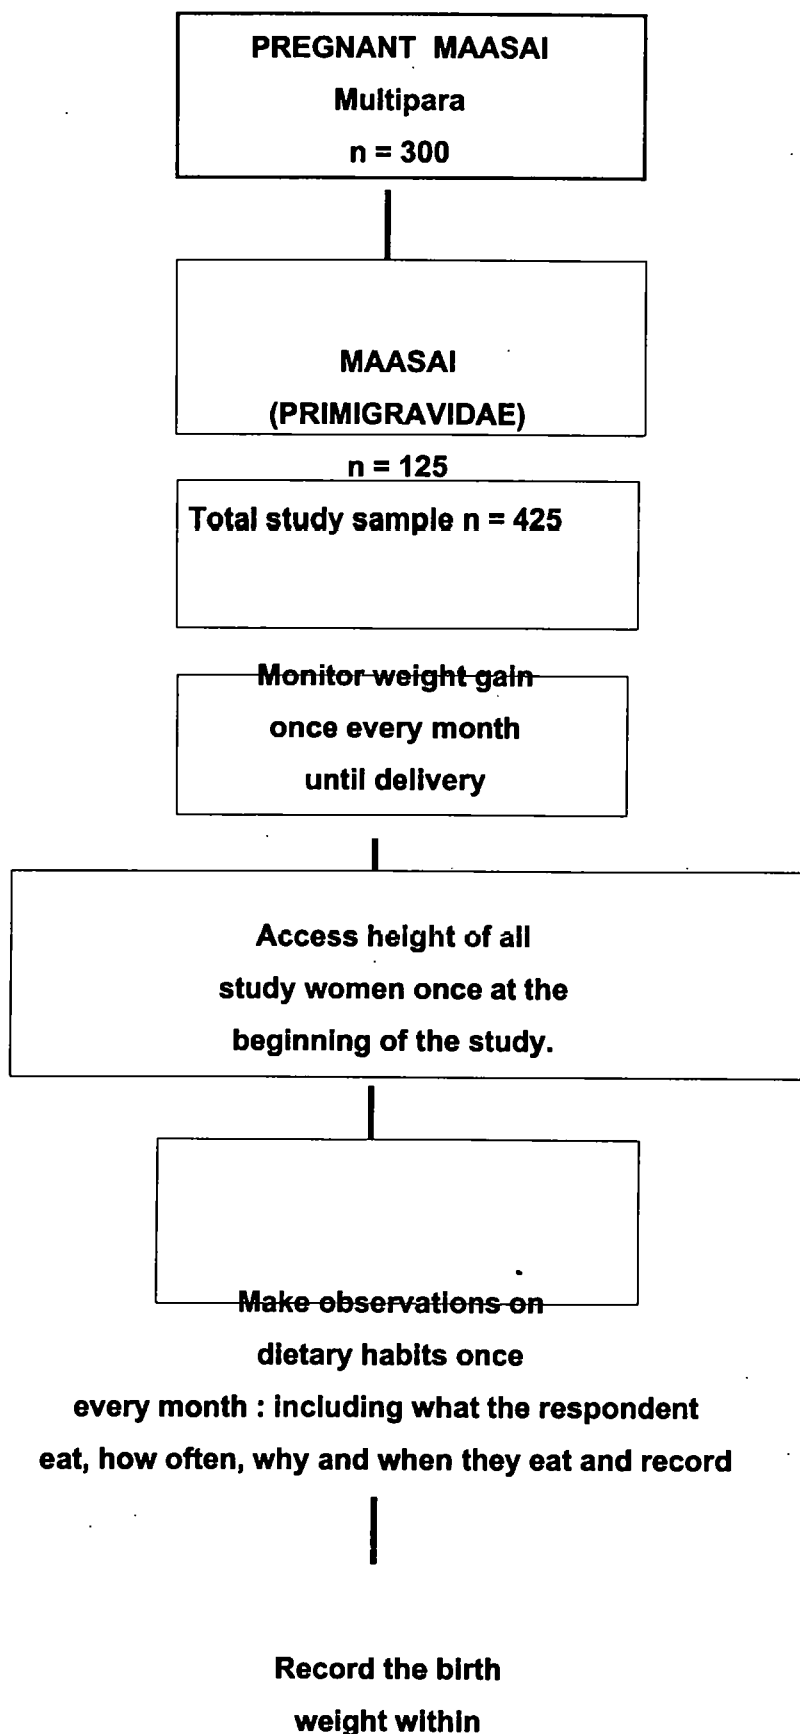 PREGNANT MAASAI
Multipara
n = 300
MAASAI
(PRIMIGRAVIDAE)
n = 125
Total study sample n = 425
Monitor weight gain
once every month
until delivery
Access height of all
study women once at the
beginning of the study.
Make observations on
dietary habits once
every month : including what the respondent
eat, how often, why and when they eat and record
Record the birth
weight within